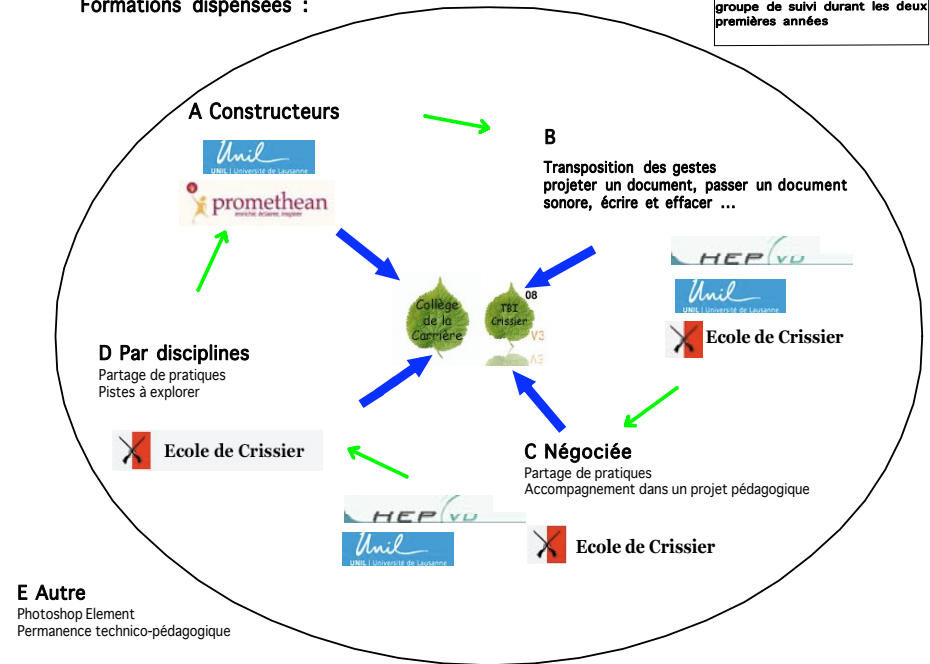 Formations dispensées :
groupe de suivi durant les deux
premières années
A Constructeurs
Unil
UNIL | Université de Lausanne
promethean
enrichir, éclairer, inspirer
B
Transposition des gestes
projeter un document, passer un document
sonore, écrire et effacer ...
HEP VD
Unil
UNIL | Université de Lausanne
Ecole de Crissier
Collège
de la
Carrière
08
TBI
Crissier
V3
V3
D Par disciplines
Partage de pratiques
Pistes à explorer
Ecole de Crissier
C Négociée
Partage de pratiques
Accompagnement dans un projet pédagogique
HEP VD
Unil
UNIL | Université de Lausanne
Ecole de Crissier
E Autre
Photoshop Element
Permanence technico-pédagogique